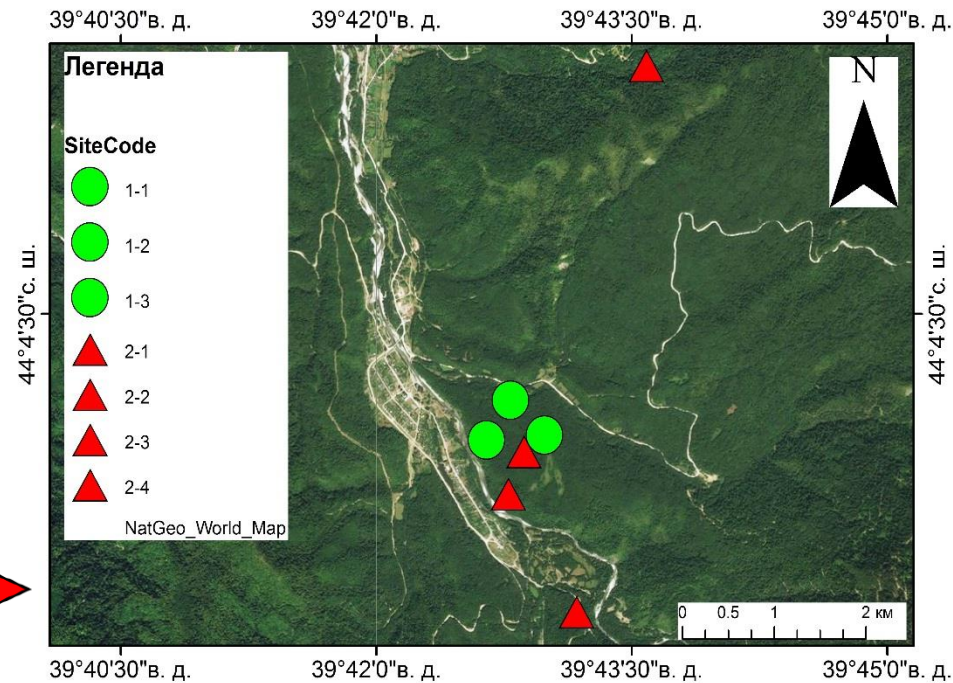 39°40'30"в. д. 39°42'0"в. д. 39°43'30"в. д. 39°45'0"в. д.
Легенда
SiteCode
1-1
1-2
1-3
2-1
2-2
2-3
2-4
NatGeo_World_Map
N
44°4'30"с. ш.
44°4'30"с. ш.
0 0.5 1 2 км
39°40'30"в. д. 39°42'0"в. д. 39°43'30"в. д. 39°45'0"в. д.